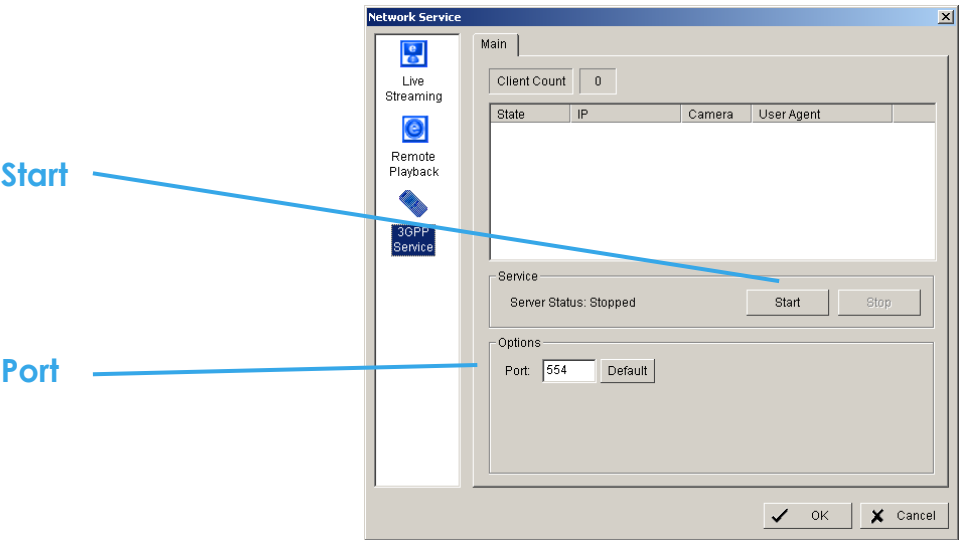 Network Service
Live
Streaming
Remote
Playback
3GPP
Service
Main
Client Count 0
State IP Camera User Agent
Start
Service
Server Status: Stopped Start Stop
Options
Port
Port: 554 Default
OK Cancel